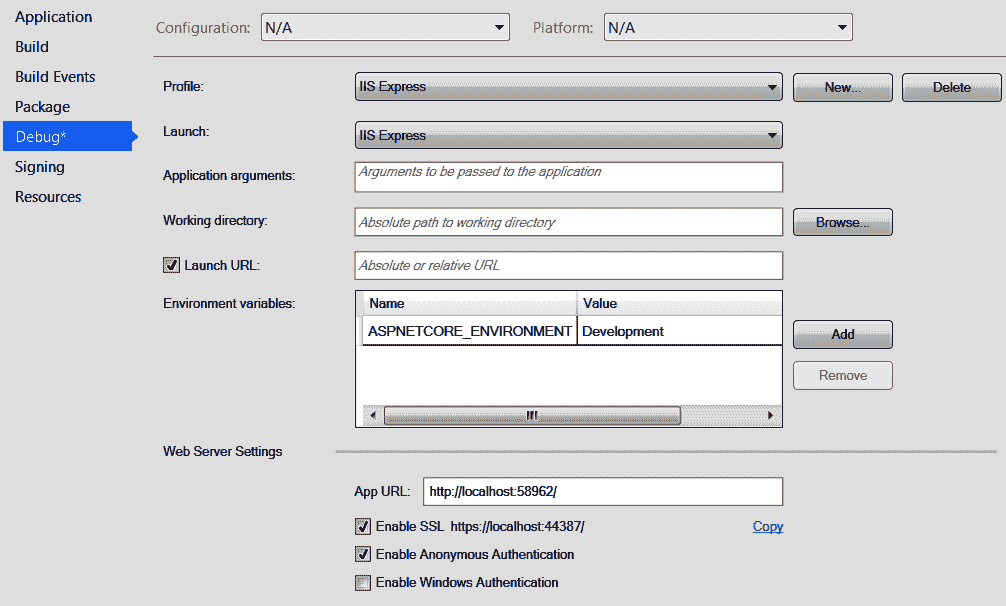 Application
Build
Build Events
Package
Debug*
Signing
Resources
Configuration: N/A Platform: N/A
Profile: IIS Express New... Delete
Launch: IIS Express
Application arguments: Arguments to be passed to the application
Working directory: Absolute path to working directory Browse...
Launch URL: Absolute or relative URL
Environment variables: Name Value
ASPNETCORE_ENVIRONMENT Development
Add
Remove
Web Server Settings
App URL: http://localhost:58962/
Enable SSL https://localhost:44387/ Copy
Enable Anonymous Authentication
Enable Windows Authentication